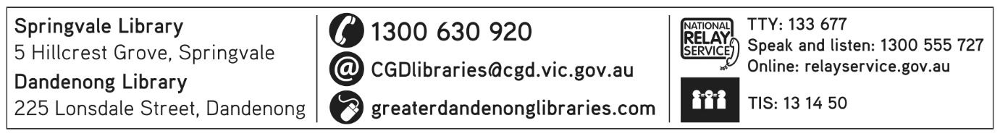 Springvale Library
5 Hillcrest Grove, Springvale
Dandenong Library
225 Lonsdale Street, Dandenong
1300 630 920
@ CGDlibraries@cgd.vic.gov.au
greaterdandenonglibraries.com
NATIONAL
RELAY
SERVICE
TTY: 133 677
Speak and listen: 1300 555 727
Online: relayservice.gov.au
TIS: 13 14 50